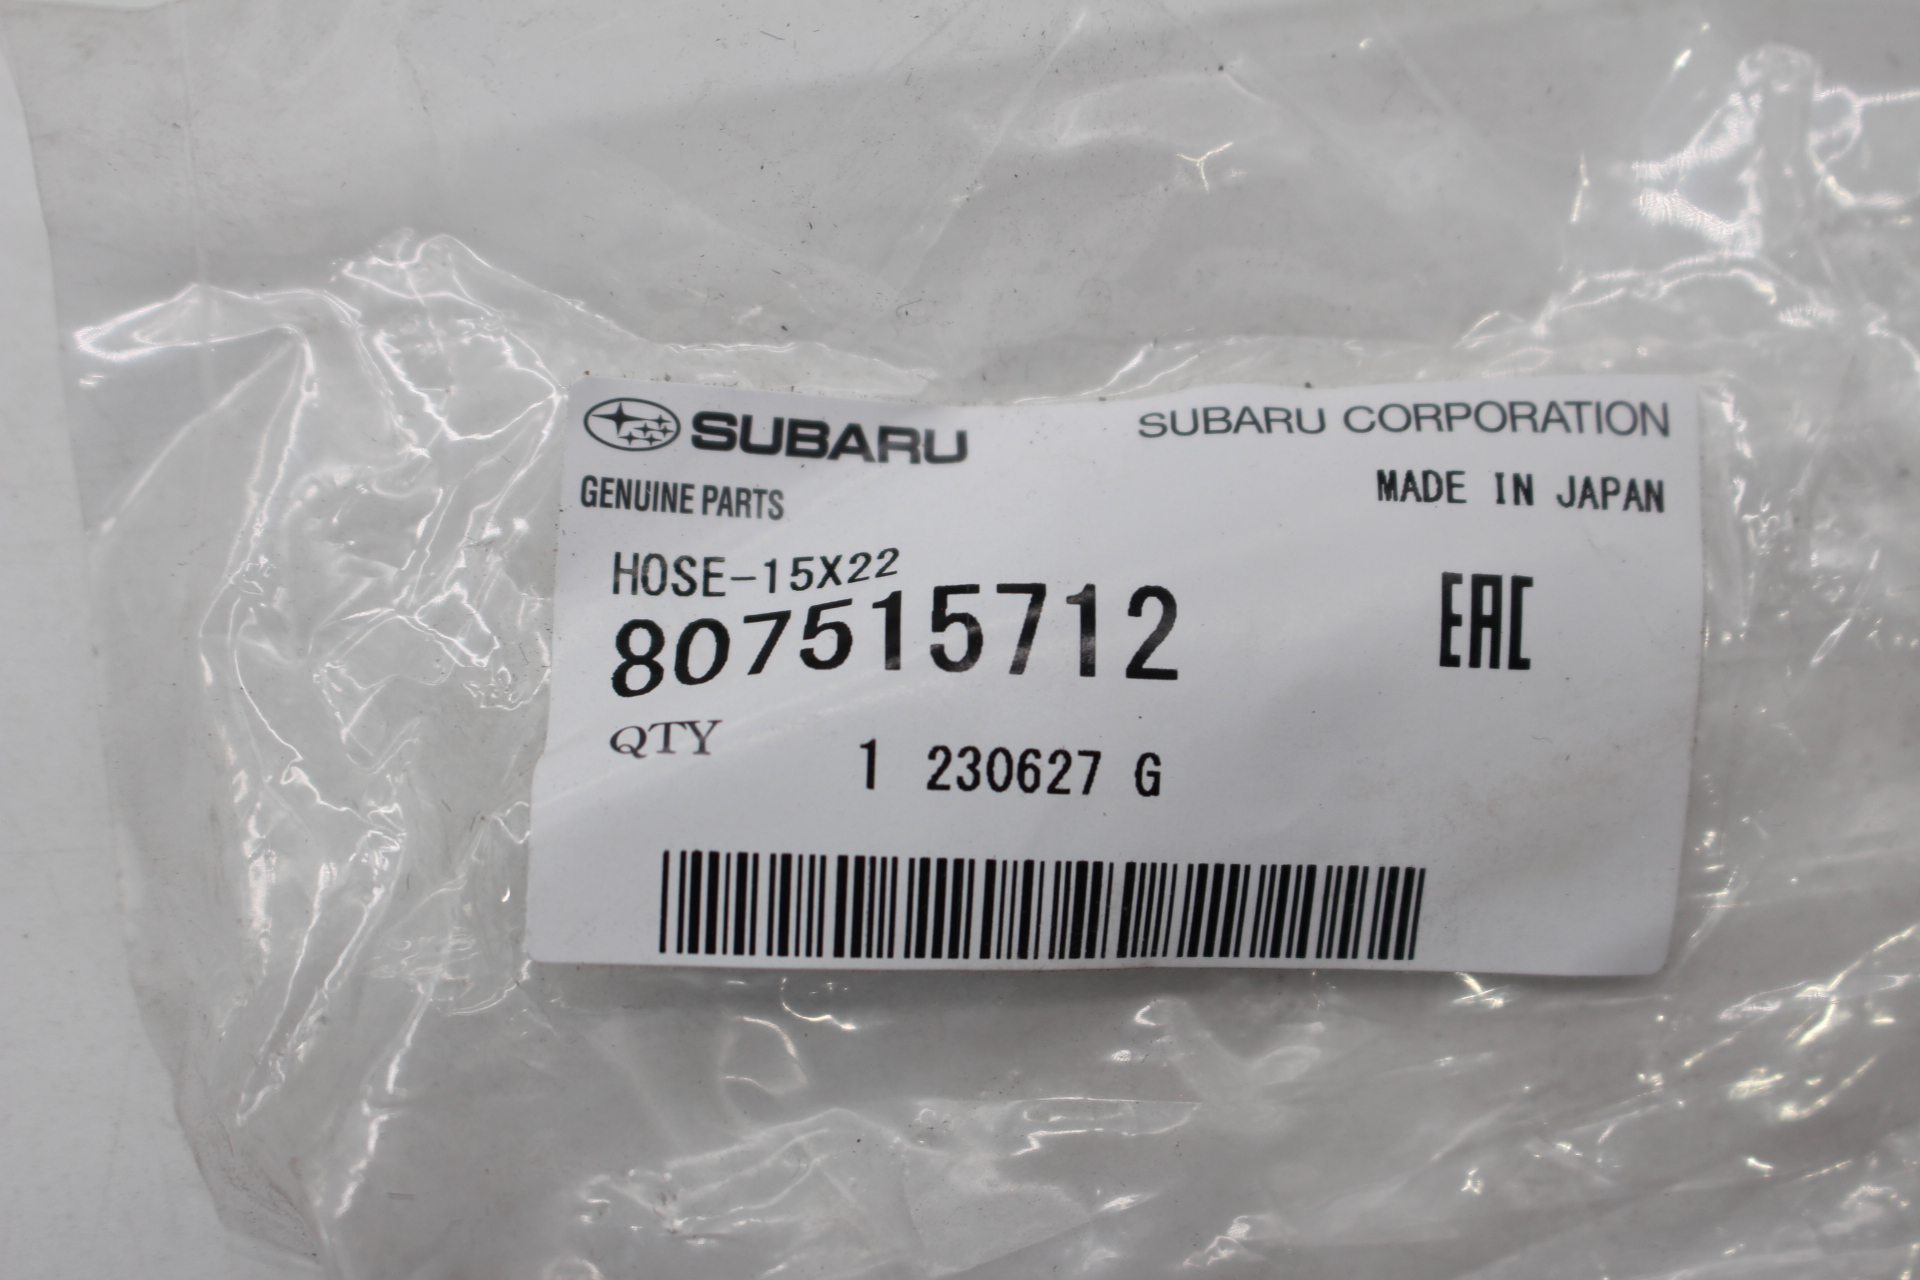 SUBARU
SUBARU CORPORATION
GENUINE PARTS
MADE IN JAPAN
HOSE-15X22
807515712
EAC
QTY 1 230627 G